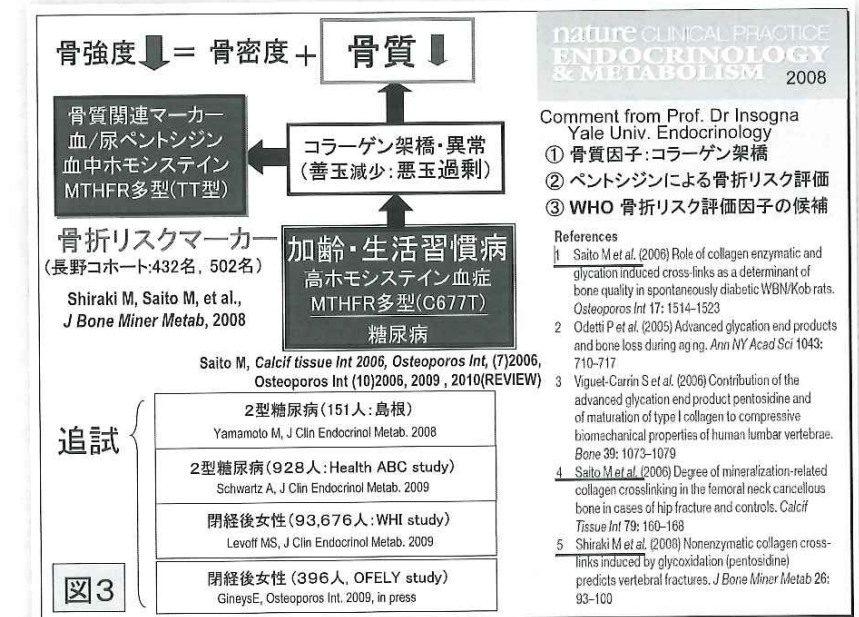 骨強度 = 骨密度 + 骨質
骨質関連マーカー
血/尿ペントシジン
血中ホモシステイン
MTHFR多型(TT型)
コラーゲン架橋・異常
(善玉減少:悪玉過剰)
骨折リスクマーカー
(長野コホート:432名, 502名)
Shiraki M, Saito M, et al.,
J Bone Miner Metab, 2008
加齢・生活習慣病
高ホモシステイン血症
MTHFR多型(C677T)
糖尿病
Saito M, Calcif tissue Int 2006, Osteoporos Int, (7)2006,
Osteoporos Int (10)2006, 2009 , 2010(REVIEW)
追試
2型糖尿病(151人:島根)
Yamamoto M, J Clin Endocrinol Metab. 2008
2型糖尿病(928人:Health ABC study)
Schwartz A, J Clin Endocrinol Metab. 2009
閉経後女性(93,676人:WHI study)
Levoff MS, J Clin Endocrinol Metab. 2009
閉経後女性(396人, OFELY study)
GineysE, Osteoporos Int. 2009, in press
図3
nature CLINICAL PRACTICE
ENDOCRINOLOGY
& METABOLISM 2008
Comment from Prof. Dr Insogna
Yale Univ. Endocrinology
① 骨質因子:コラーゲン架橋
② ペントシジンによる骨折リスク評価
③ WHO 骨折リスク評価因子の候補
References
1 Saito M et al. (2006) Role of collagen enzymatic and
glycation induced cross-links as a determinant of
bone quality in spontaneously diabetic WBN/Kob rats.
Osteoporos Int 17: 1514–1523
2 Odetti P et al. (2005) Advanced glycation end products
and bone loss during aging. Ann NY Acad Sci 1043:
710–717
3 Viguet-Carrin S et al. (2006) Contribution of the
advanced glycation end product pentosidine and
of maturation of type I collagen to compressive
biomechanical properties of human lumbar vertebrae.
Bone 39: 1073–1079
4 Saito M et al. (2006) Degree of mineralization-related
collagen crosslinking in the femoral neck cancellous
bone in cases of hip fracture and controls. Calcif
Tissue Int 79: 160–168
5 Shiraki M et al. (2008) Nonenzymatic collagen cross-
links induced by glycoxidation (pentosidine)
predicts vertebral fractures. J Bone Miner Metab 26:
93–100